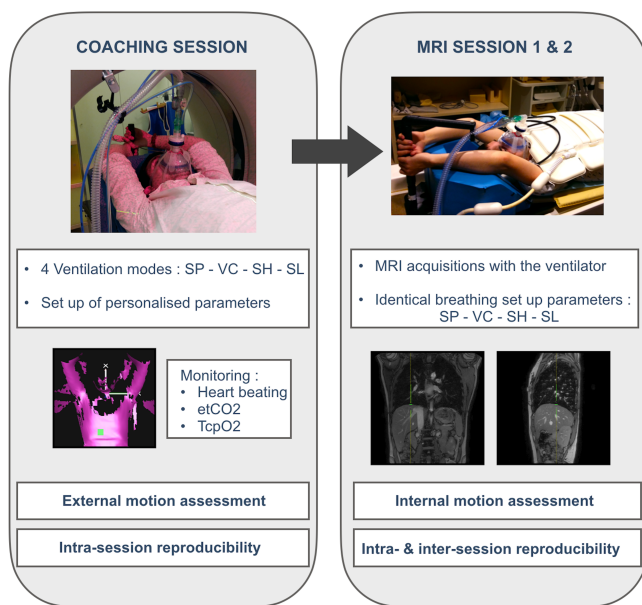 COACHING SESSION
• 4 Ventilation modes : SP - VC - SH - SL
• Set up of personalised parameters
Monitoring :
• Heart beating
• etCO2
• TcpO2
External motion assessment
Intra-session reproducibility
MRI SESSION 1 & 2
• MRI acquisitions with the ventilator
• Identical breathing set up parameters :
SP - VC - SH - SL
Internal motion assessment
Intra- & inter-session reproducibility